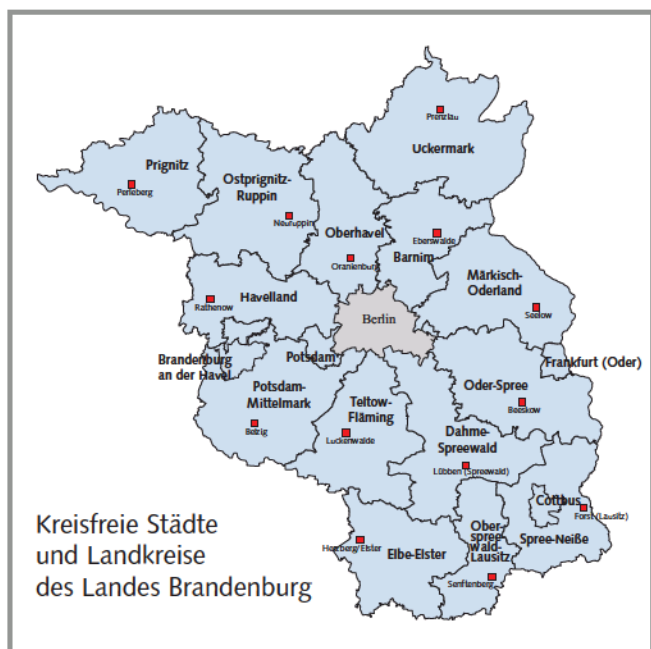 Prenzlau
Uckermark
Prignitz
Perleberg
Ostprignitz-
Ruppin
Neuruppin
Oberhavel
Oranienburg
Eberswalde
Barnim
Märkisch-
Oderland
Seelow
Havelland
Rathenow
Berlin
Brandenburg
an der Havel
Potsdam
Potsdam-
Mittelmark
Belzig
Teltow-
Fläming
Luckenwalde
Frankfurt (Oder)
Oder-Spree
Beeskow
Dahme-
Spreewald
Lübben (Spreewald)
Cottbus
Forst (Lausitz)
Spree-Neiße
Ober-
spree-
wald-
Lausitz
Senftenberg
Herzberg/Elster
Elbe-Elster
Kreisfreie Städte
und Landkreise
des Landes Brandenburg